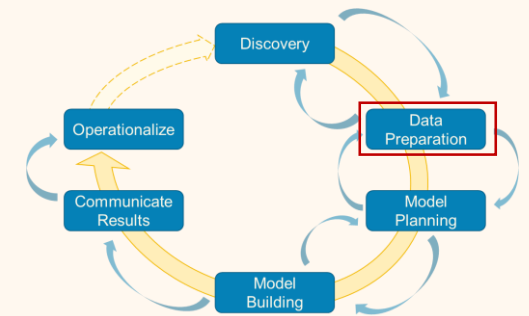 Discovery
Data
Preparation
Model
Planning
Model
Building
Communicate
Results
Operationalize